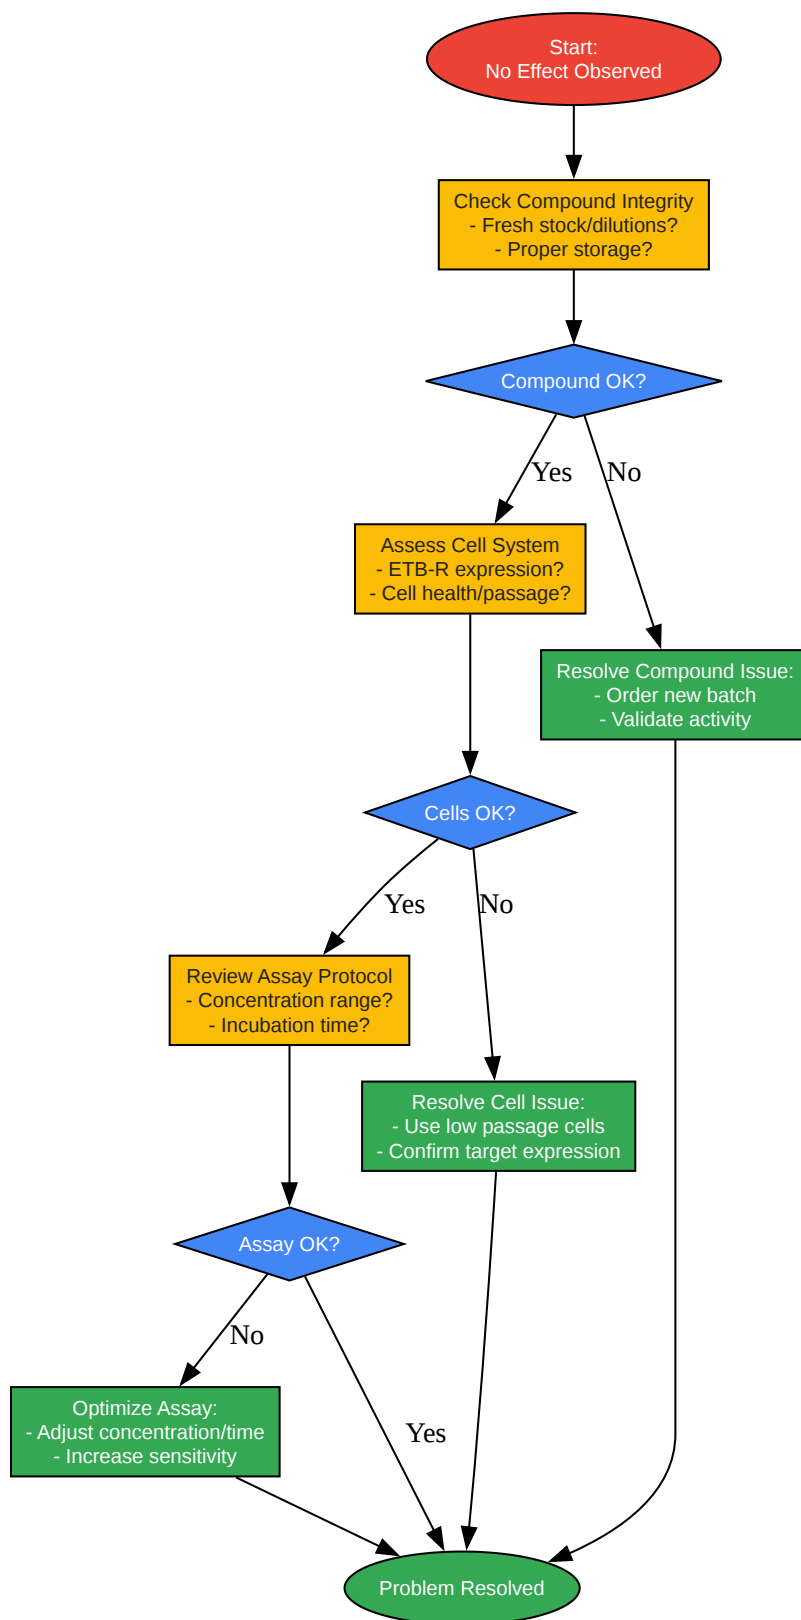 Start:
No Effect Observed
Check Compound Integrity
- Fresh stock/dilutions?
- Proper storage?
Compound OK?
Yes
No
Assess Cell System
- ETB-R expression?
- Cell health/passage?
Resolve Compound Issue:
- Order new batch
- Validate activity
Cells OK?
Yes
No
Review Assay Protocol
- Concentration range?
- Incubation time?
Resolve Cell Issue:
- Use low passage cells
- Confirm target expression
Assay OK?
No
Yes
Optimize Assay:
- Adjust concentration/time
- Increase sensitivity
Problem Resolved